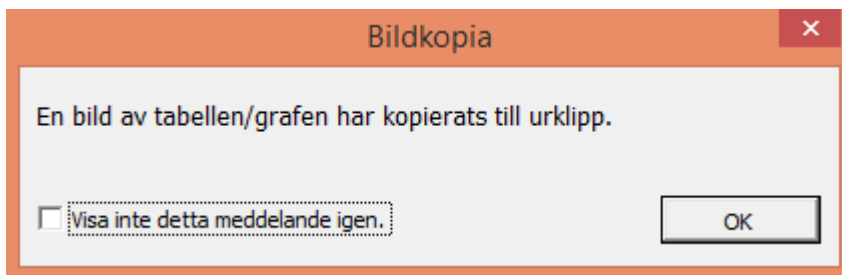 Bildkopia
En bild av tabellen/grafen har kopierats till urklipp.
Visa inte detta meddelande igen.
OK